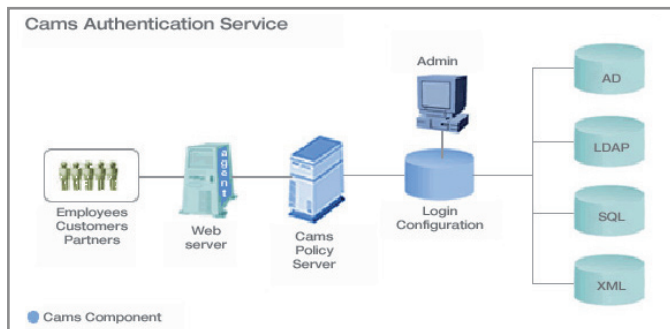 Cams Authentication Service
Admin
AD
LDAP
agent
Employees
Customers
Partners
Web
server
Cams
Policy
Server
Login
Configuration
SQL
XML
Cams Component